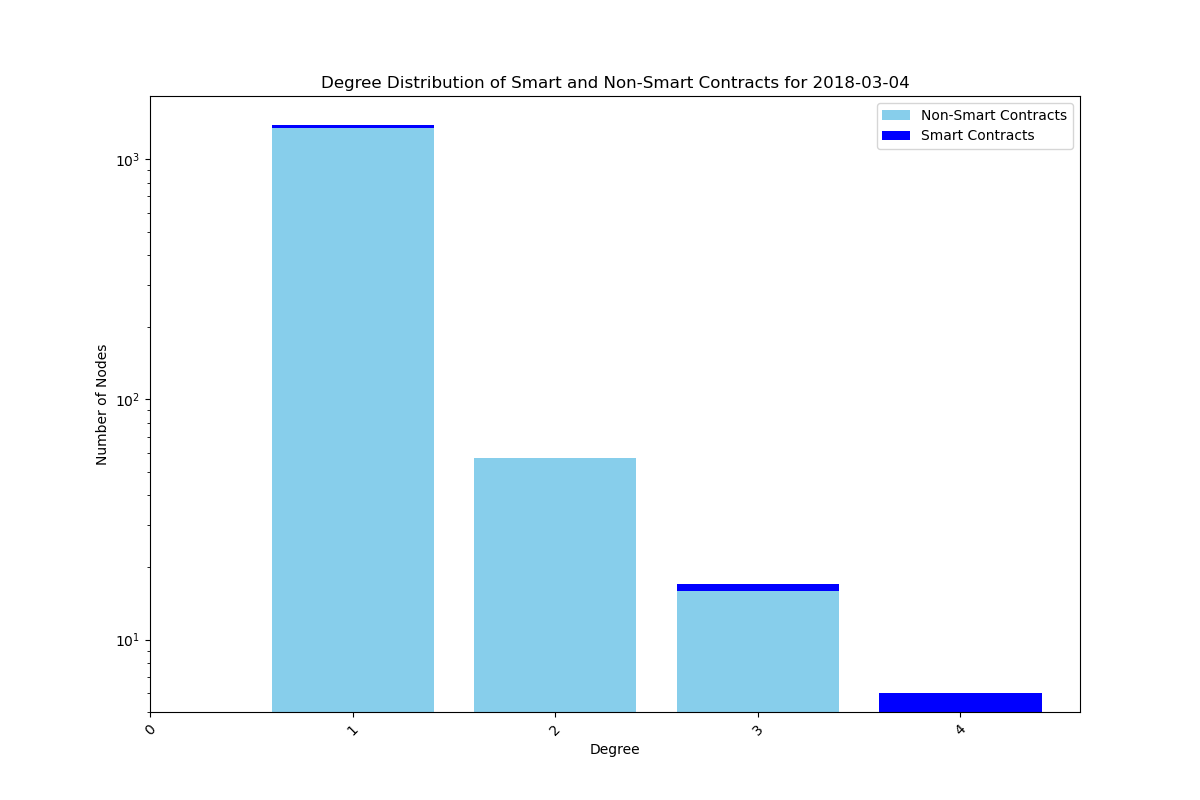 Degree Distribution of Smart and Non-Smart Contracts for 2018-03-04
Non-Smart Contracts
Smart Contracts
10³
10²
10¹
Number of Nodes
0 1 2 3 4
Degree